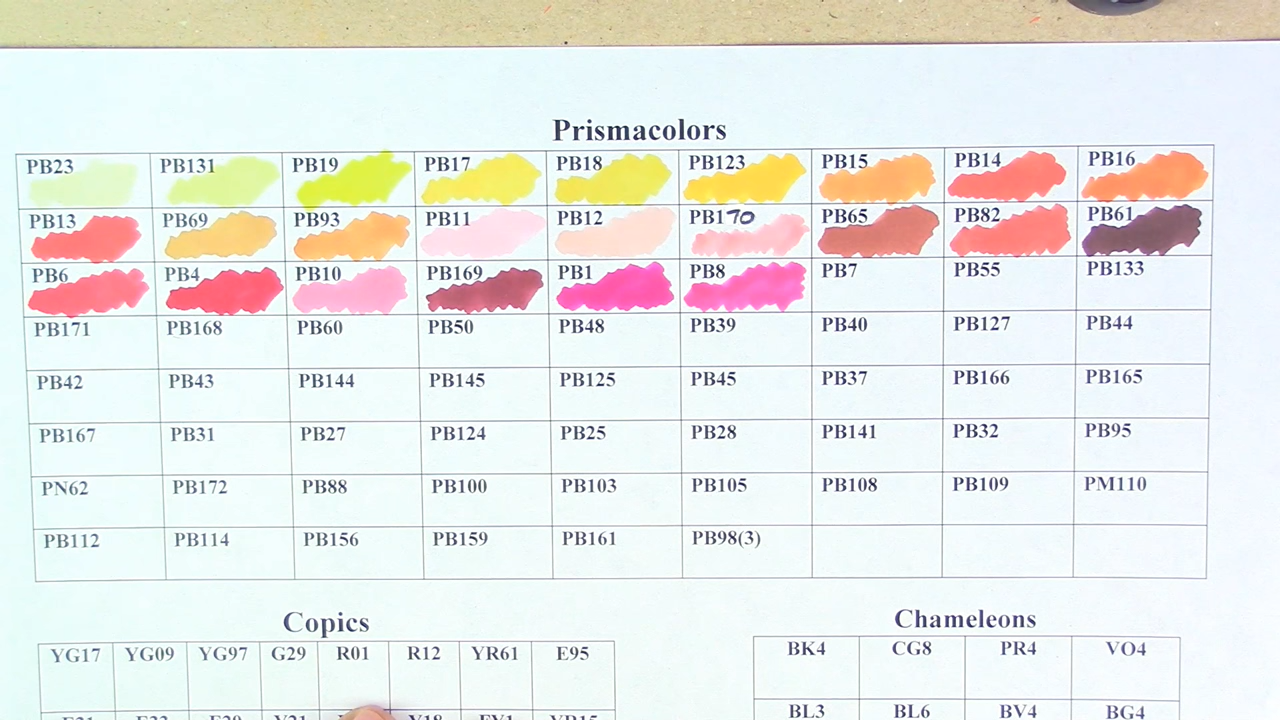 Prismacolors
PB23 PB131 PB19 PB17 PB18 PB123 PB15 PB14 PB16
PB13 PB69 PB93 PB11 PB12 PB170 PB65 PB82 PB61
PB6 PB4 PB10 PB169 PB1 PB8 PB7 PB55 PB133
PB171 PB168 PB60 PB50 PB48 PB39 PB40 PB127 PB44
PB42 PB43 PB144 PB145 PB125 PB45 PB37 PB166 PB165
PB167 PB31 PB27 PB124 PB25 PB28 PB141 PB32 PB95
PN62 PB172 PB88 PB100 PB103 PB105 PB108 PB109 PM110
PB112 PB114 PB156 PB159 PB161 PB98(3)
Copics
YG17 YG09 YG97 G29 R01 R12 YR61 E95
Chameleons
BK4 CG8 PR4 VO4
BL3 BL6 BV4 BG4